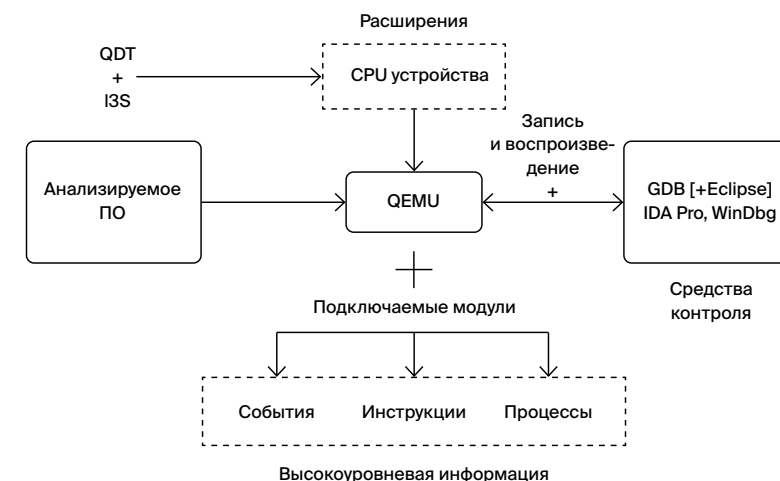 Расширения
QDT
+
I3S
CPU устройства
Запись
и воспроизве-
дение
+
Анализируемое
ПО
QEMU
GDB [+Eclipse]
IDA Pro, WinDbg
Средства
контроля
Подключаемые модули
События Инструкции Процессы
Высокоуровневая информация